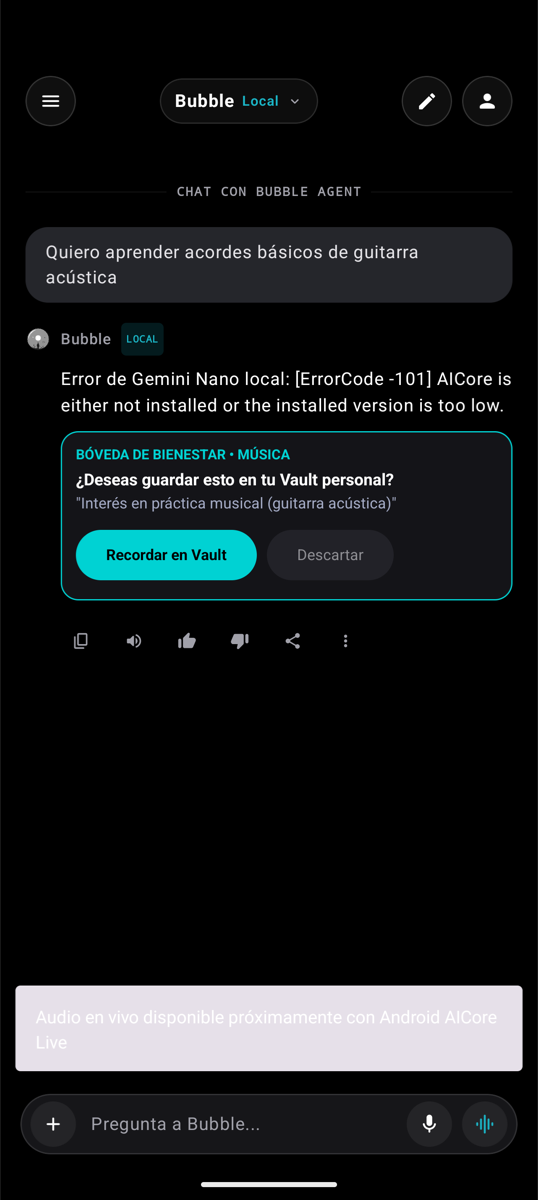 Bubble Local
CHAT CON BUBBLE AGENT
Quiero aprender acordes básicos de guitarra
acústica
Bubble LOCAL
Error de Gemini Nano local: [ErrorCode -101] AICore is
either not installed or the installed version is too low.
BÓVEDA DE BIENESTAR • MÚSICA
¿Deseas guardar esto en tu Vault personal?
"Interés en práctica musical (guitarra acústica)"
Recordar en Vault Descartar
Audio en vivo disponible próximamente con Android AICore
Live
Pregunta a Bubble...